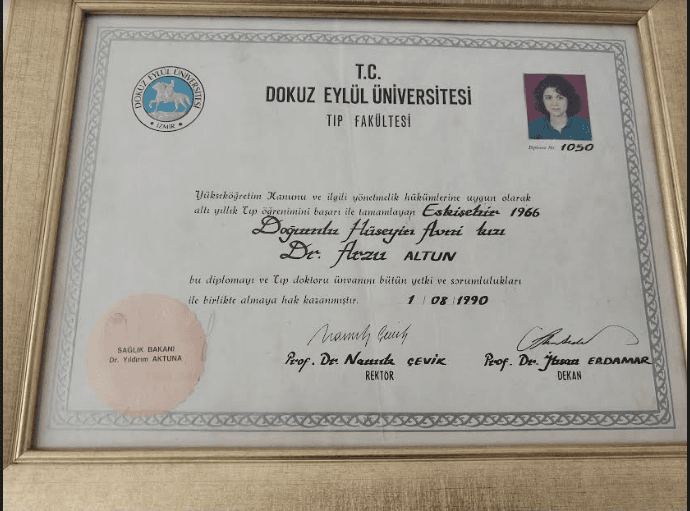 DOKUZ EYLÜL ÜNİVERSİTESİ
• İZMİR •
T.C.
DOKUZ EYLÜL ÜNİVERSİTESİ
TIP FAKÜLTESİ
Diploma No: 1050
Yükseköğretim Kanunu ve ilgili yönetmelik hükümlerine uygun olarak
altı yıllık Tıp öğrenimini başarı ile tamamlayan Eskişehir 1966
Doğumlu Hüseyin Avni kızı
Dr. Arzu ALTUN
bu diplomayı ve Tıp doktoru ünvanını bütün yetki ve sorumlulukları
ile birlikte almaya hak kazanmıştır. 1 / 08 / 1990
SAĞLIK BAKANI
Dr. Yıldırım AKTUNA
Prof. Dr. Namık ÇEVİK
REKTÖR
Prof. Dr. ERDAMAR
DEKAN